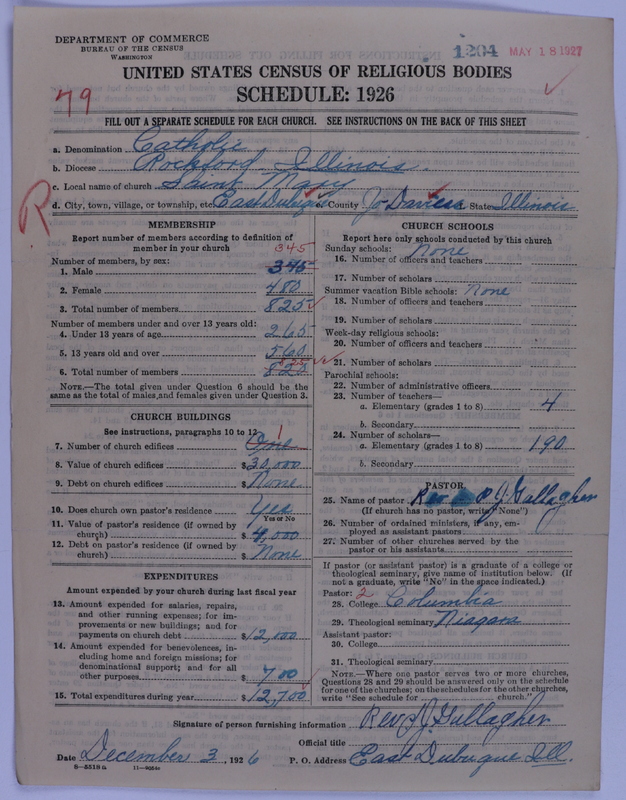 DEPARTMENT OF COMMERCE
BUREAU OF THE CENSUS
WASHINGTON
1204 MAY 18 1927
UNITED STATES CENSUS OF RELIGIOUS BODIES
SCHEDULE: 1926
79
FILL OUT A SEPARATE SCHEDULE FOR EACH CHURCH. SEE INSTRUCTIONS ON THE BACK OF THIS SHEET
a. Denomination Catholic
b. Diocese Rockford Illinois.
c. Local name of church Saint Mary
d. City, town, village, or township, etc. East Dubuque e. County Jo Daviess State Illinois
R
MEMBERSHIP
Report number of members according to definition of
member in your church
345
Number of members, by sex:
1. Male 345
2. Female 480
3. Total number of members 825
Number of members under and over 13 years old:
4. Under 13 years of age 265
5. 13 years old and over 560
825
6. Total number of members 820
NOTE.—The total given under Question 6 should be the
same as the total of males and females given under Question 3.
CHURCH BUILDINGS
See instructions, paragraphs 10 to 12
1
7. Number of church edifices One
8. Value of church edifices $30,000
9. Debt on church edifices $None
10. Does church own pastor's residence Yes
Yes or No
11. Value of pastor's residence (if owned by
church) $4,000
12. Debt on pastor's residence (if owned by
church) $None
EXPENDITURES
Amount expended by your church during last fiscal year
13. Amount expended for salaries, repairs,
and other running expenses; for im-
provements or new buildings; and for
payments on church debt $12,000
14. Amount expended for benevolences, in-
cluding home and foreign missions; for
denominational support; and for all
other purposes $700
15. Total expenditures during year $12,700
CHURCH SCHOOLS
Report here only schools conducted by this church
Sunday schools: None
16. Number of officers and teachers
17. Number of scholars
Summer vacation Bible schools: None
18. Number of officers and teachers
19. Number of scholars
Week-day religious schools:
20. Number of officers and teachers
21. Number of scholars
Parochial schools:
22. Number of administrative officers
23. Number of teachers—
a. Elementary (grades 1 to 8) 4
b. Secondary
24. Number of scholars—
a. Elementary (grades 1 to 8) 190
b. Secondary
PASTOR
25. Name of pastor Rev P J Gallagher
(If church has no pastor, write "None")
26. Number of ordained ministers, if any, em-
ployed as assistant pastors
27. Number of other churches served by the
pastor or his assistants
If pastor (or assistant pastor) is a graduate of a college or
theological seminary, give name of institution below. (If
not a graduate, write "No" in the space indicated.)
Pastor: 2
28. College Columbia
29. Theological seminary Niagara
Assistant pastor:
30. College
31. Theological seminary
NOTE.—Where one pastor serves two or more churches,
Questions 28 and 29 should be answered only on the schedule
for one of the churches; on the schedules for the other churches,
write "See schedule for church."
Signature of person furnishing information Rev P J Gallagher
Official title
Date December 3, 1926 P. O. Address East Dubuque Ill.
8—5518a 11—9054c